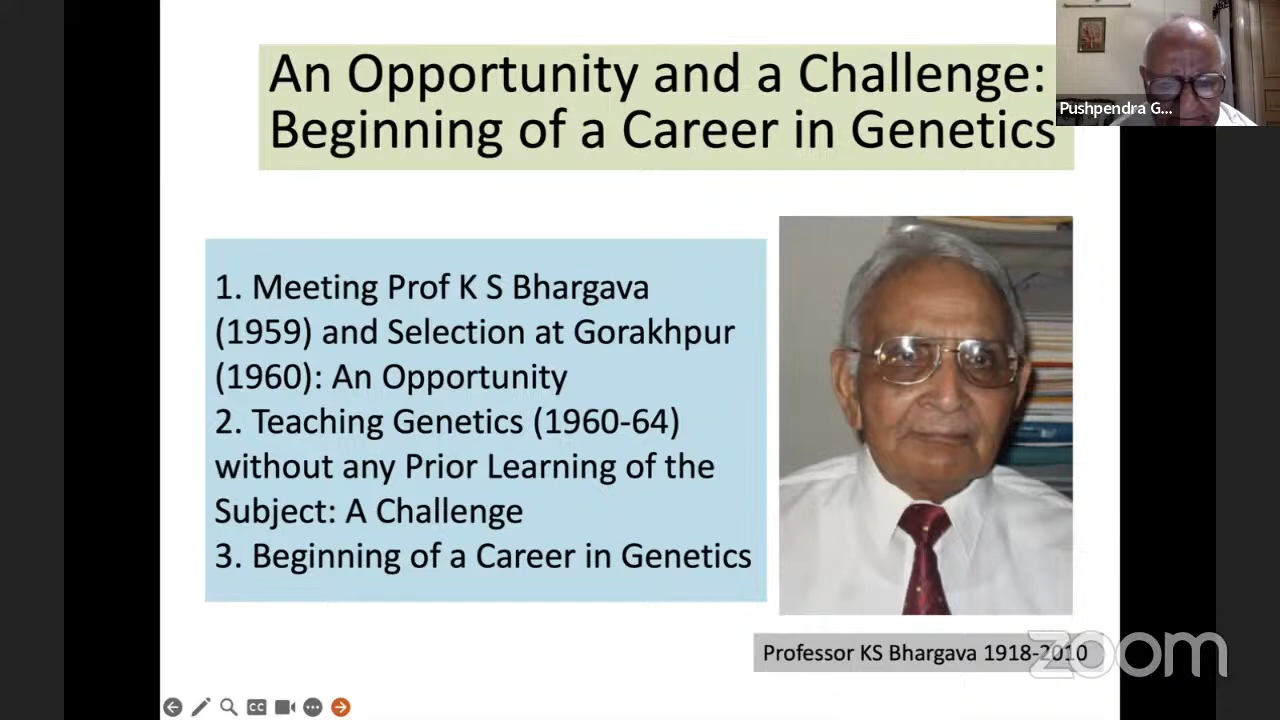 An Opportunity and a Challenge:
Beginning of a Career in Genetics
Pushpendra G...
1. Meeting Prof K S Bhargava
(1959) and Selection at Gorakhpur
(1960): An Opportunity
2. Teaching Genetics (1960-64)
without any Prior Learning of the
Subject: A Challenge
3. Beginning of a Career in Genetics
Professor KS Bhargava 1918-2010
zoom
CC